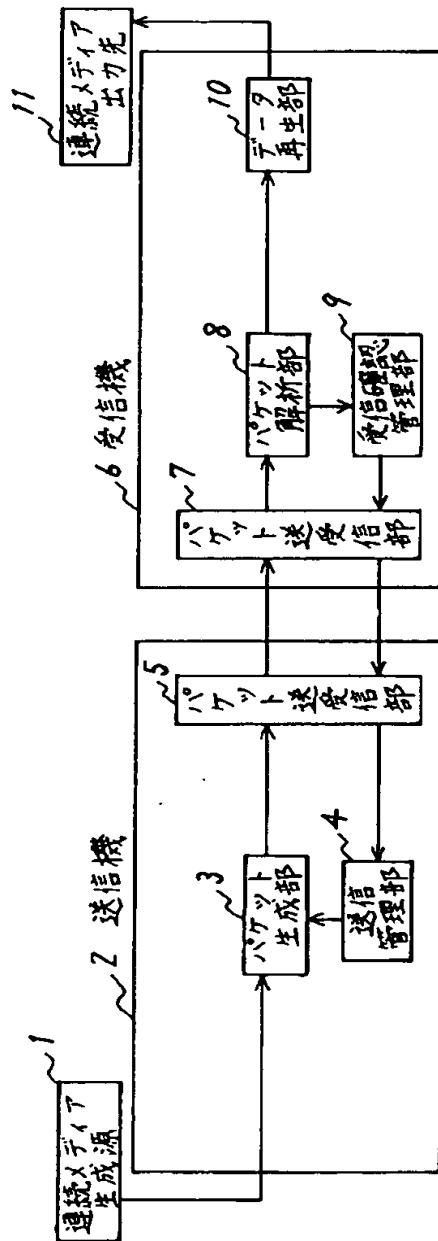 1
連続メディア
生成源
2 送信機
3
パケット
生成部
4
送信
管理部
5
パケット送受信部
6 受信機
7
パケット送受信部
8
パケット
解析部
9
受信確認
管理部
10
データ
再生部
11
連続メディア
出力先